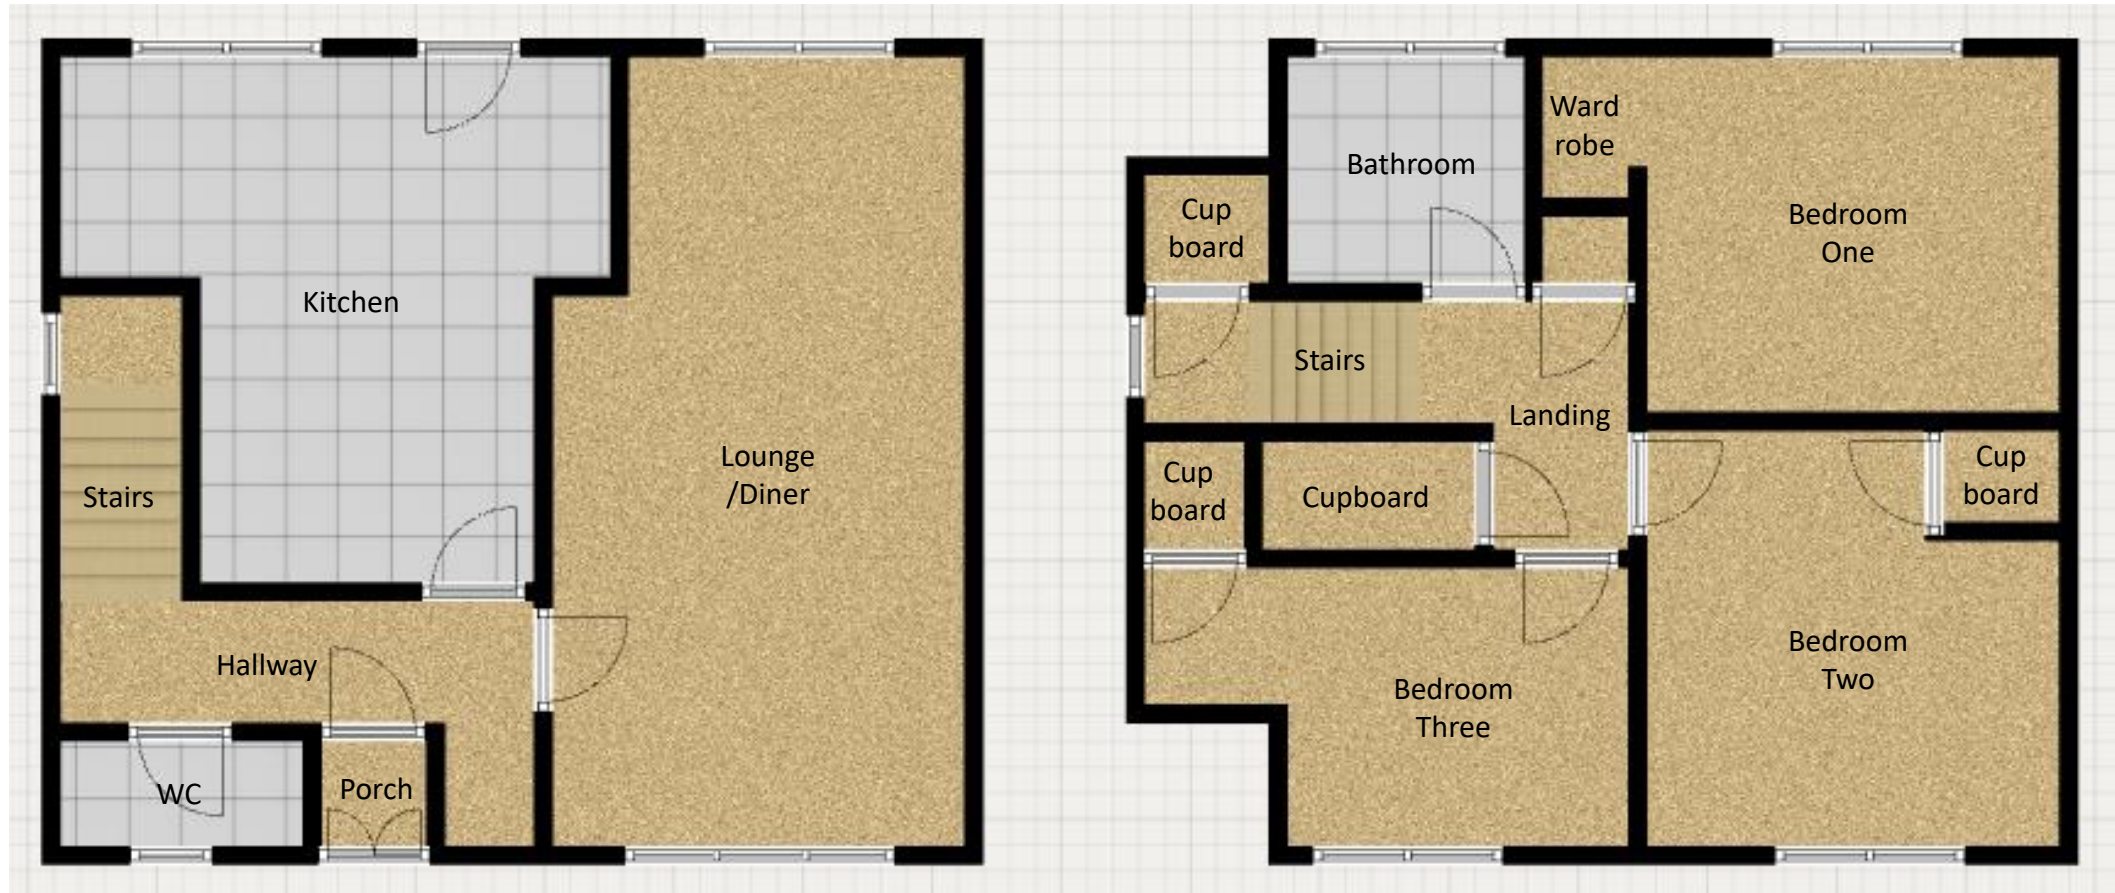 Kitchen
Lounge
/Diner
Stairs
Hallway
WC
Porch
Ward
robe
Bathroom
Cup
board
Bedroom
One
Stairs
Landing
Cup
board
Cupboard
Cup
board
Bedroom
Two
Bedroom
Three